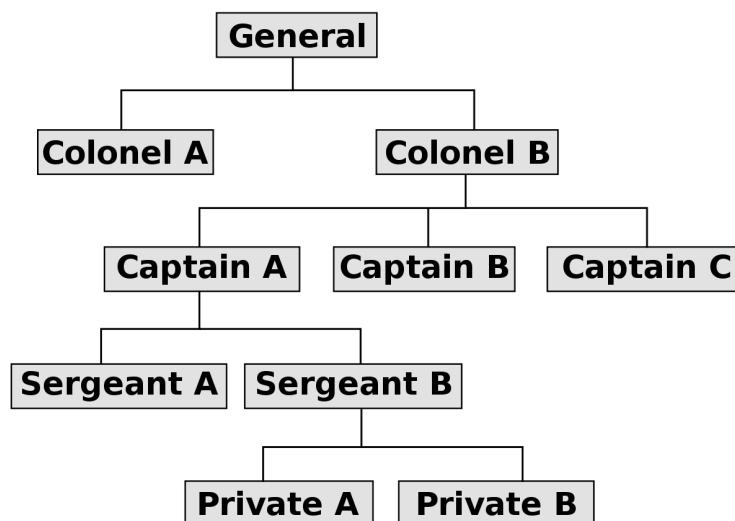 General
Colonel A
Colonel B
Captain A
Captain B
Captain C
Sergeant A
Sergeant B
Private A
Private B